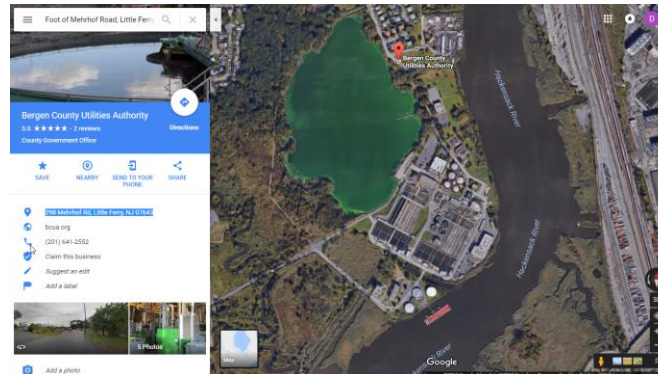 Foot of Mehrhof Road, Little Ferry
Bergen County Utilities Authority
5.0 ★★★★★ - 2 reviews
County Government Office
Directions
SAVE
NEARBY
SEND TO YOUR
PHONE
SHARE
298 Mehrhof Rd, Little Ferry, NJ 07643
bcua.org
(201) 641-2552
Claim this business
Suggest an edit
Add a label
5 Photos
Add a photo
Bergen County
Utilities Authority
Hackensack River
Hackensack River
Hackensack River
Map
Google
D